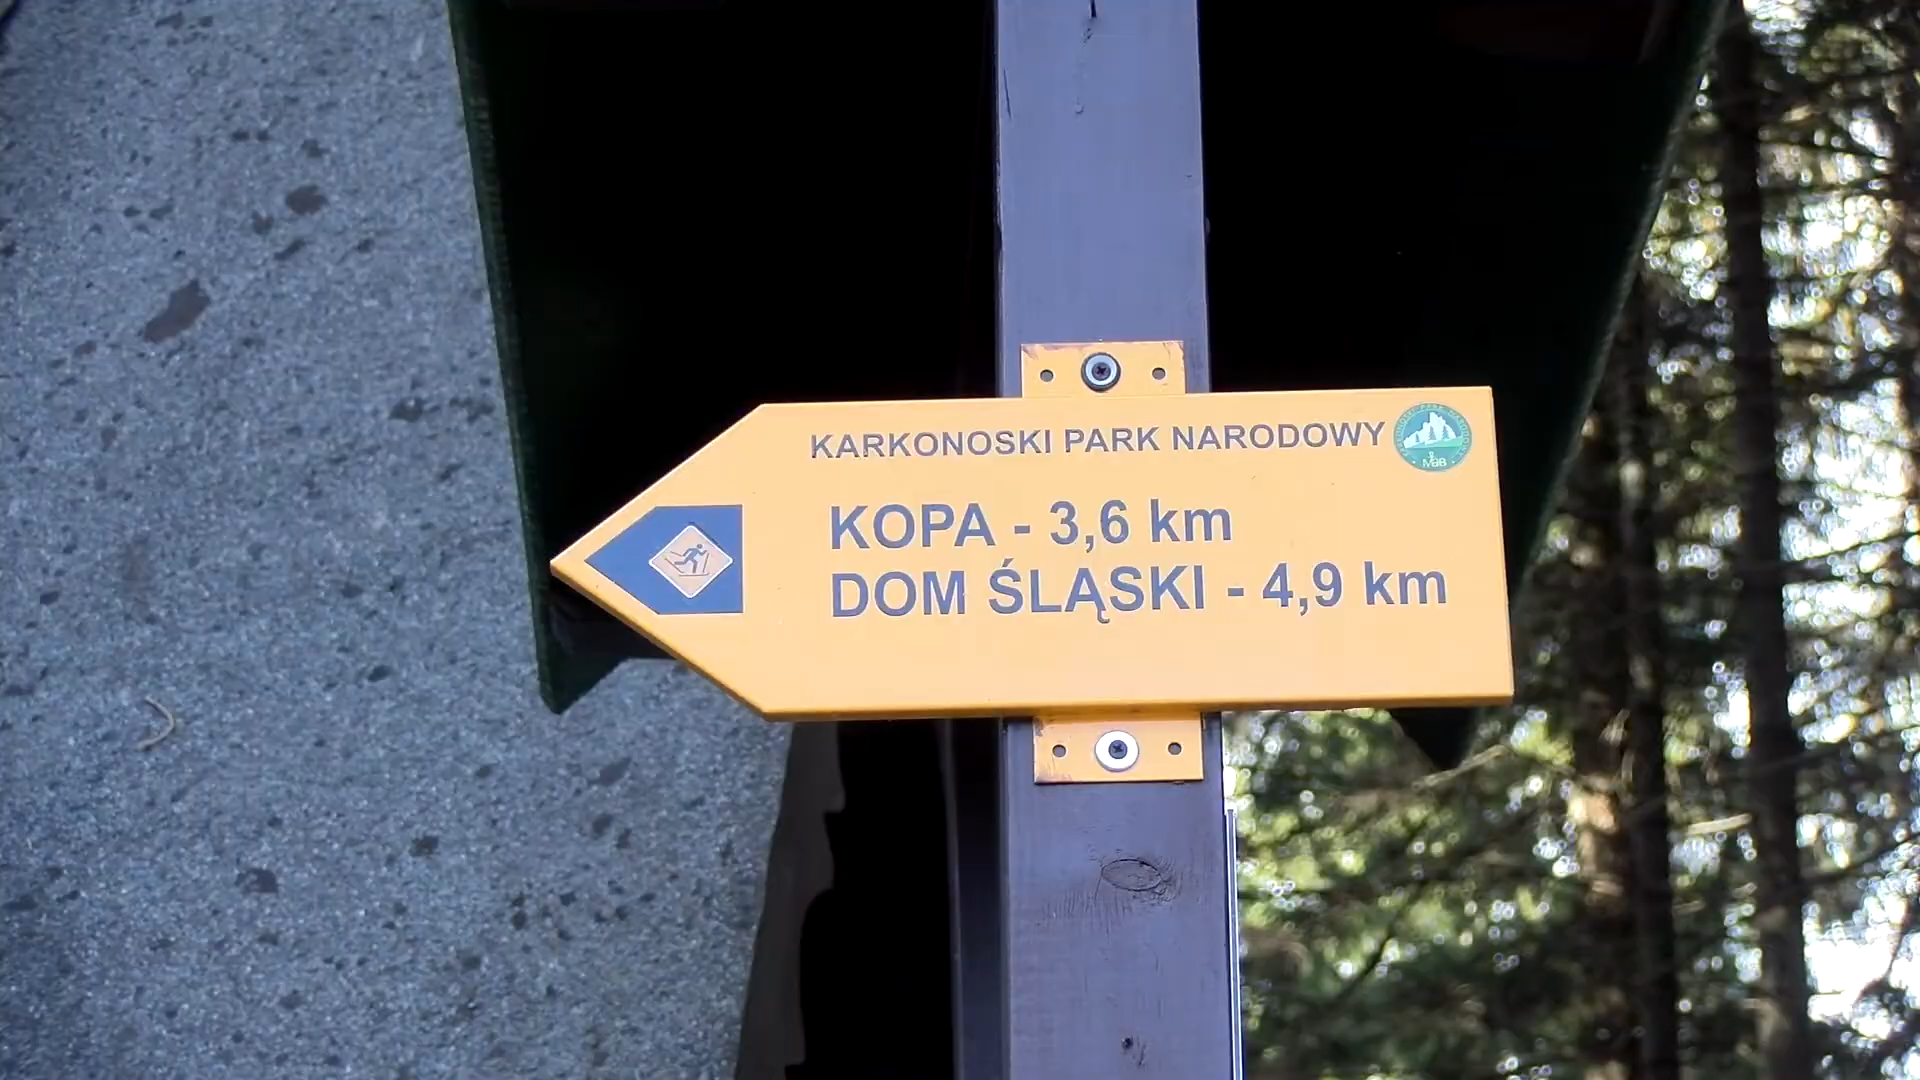 KARKONOSKI PARK NARODOWY
KOPA - 3,6 km
DOM ŚLĄSKI - 4,9 km